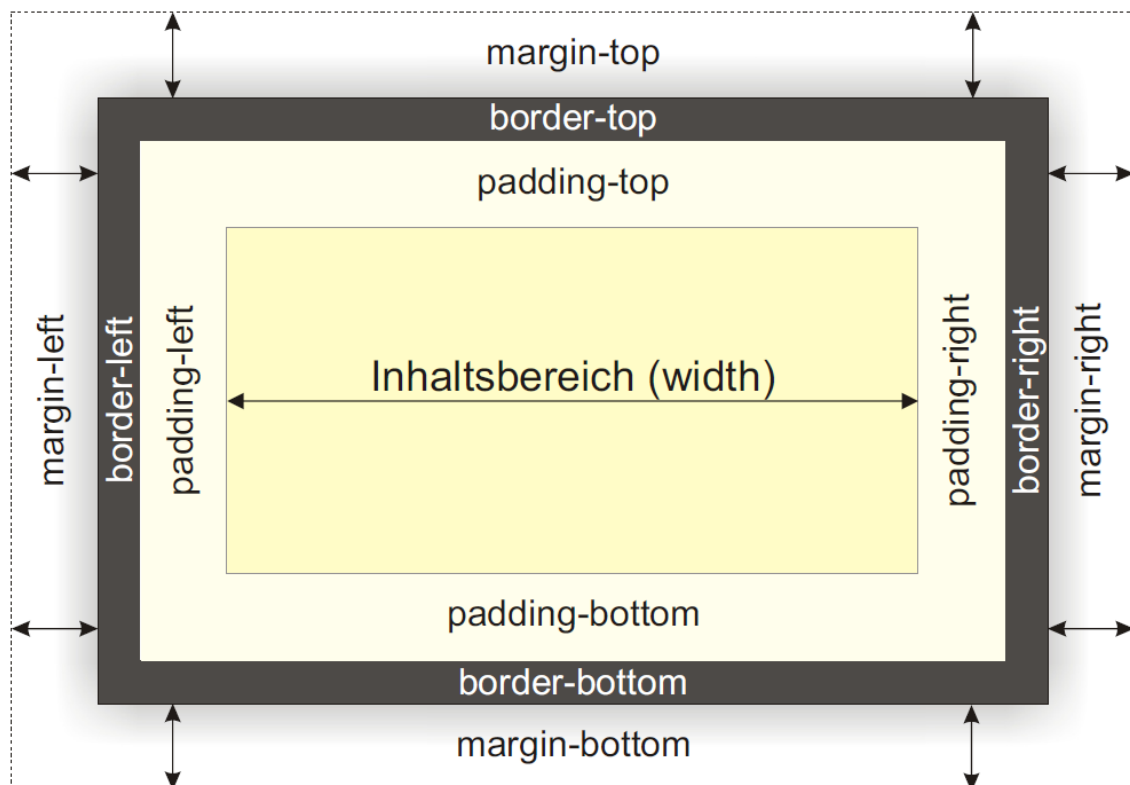 margin-top
border-top
padding-top
margin-left
border-left
padding-left
Inhaltsbereich (width)
padding-right
border-right
margin-right
padding-bottom
border-bottom
margin-bottom